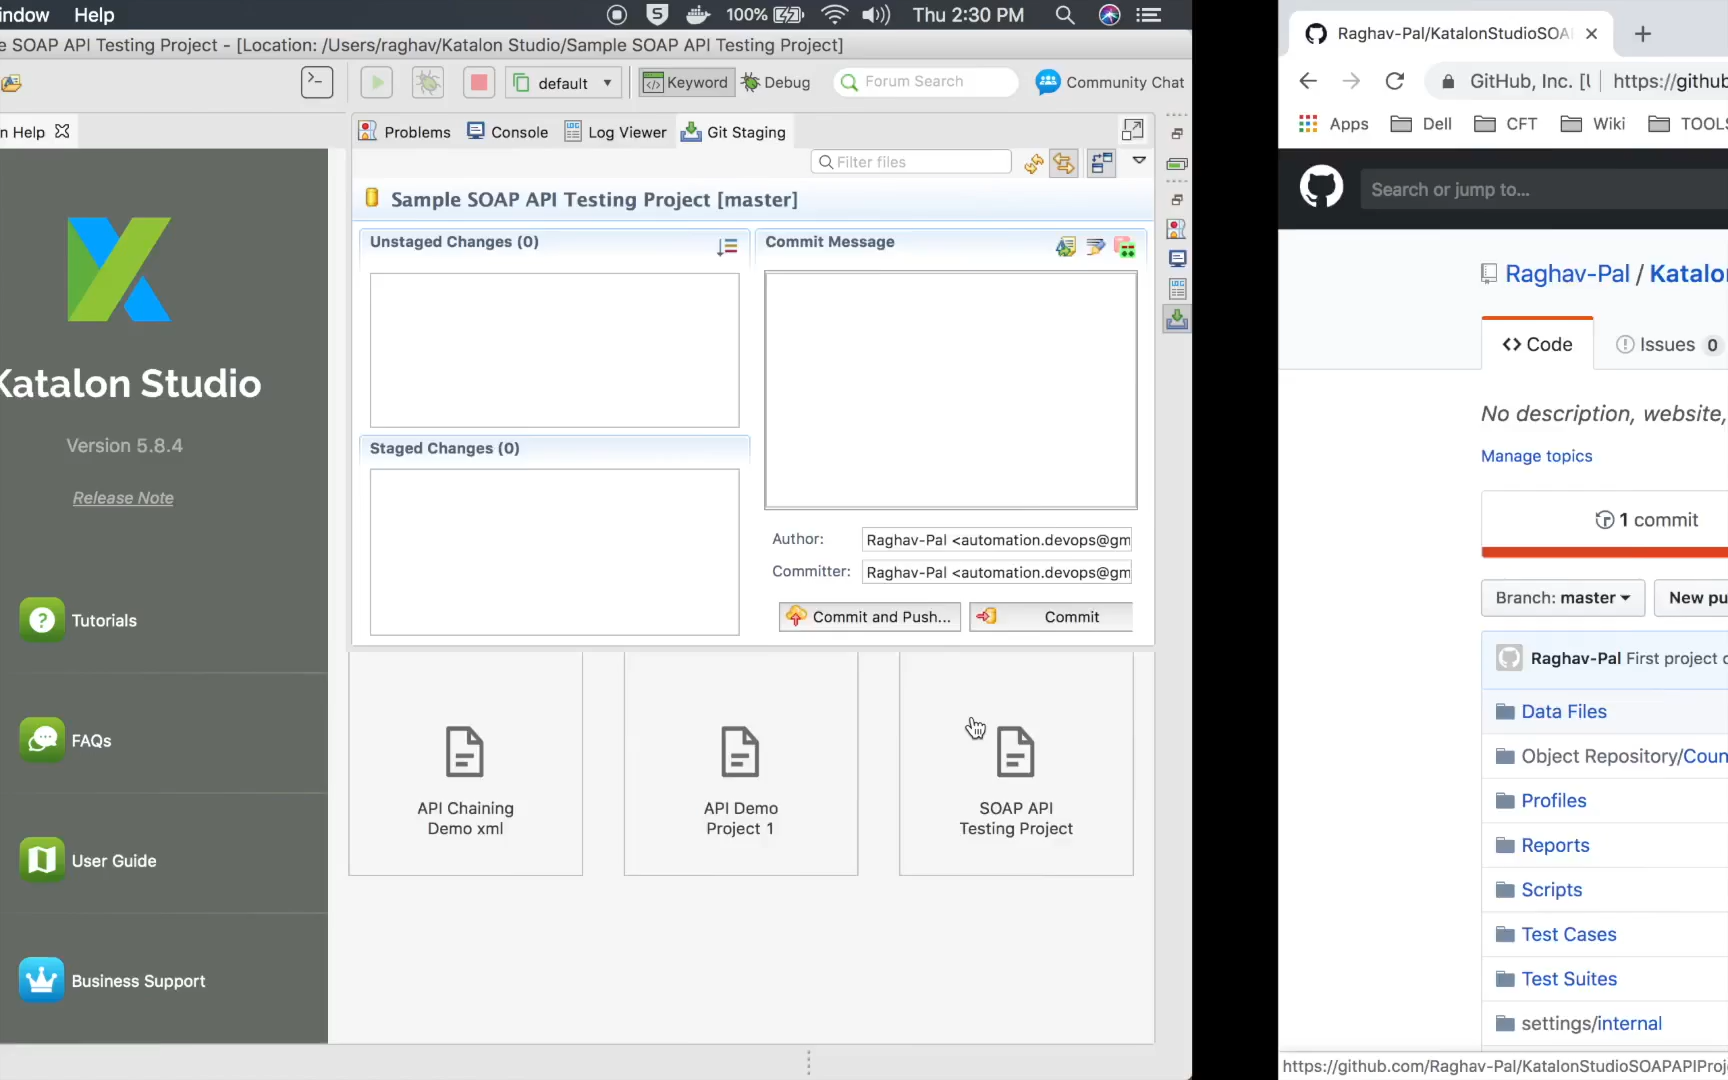 indow Help 100% Thu 2:30 PM
e SOAP API Testing Project - [Location: /Users/raghav/Katalon Studio/Sample SOAP API Testing Project]
default Keyword Debug Forum Search Community Chat
n Help Problems Console Log Viewer Git Staging
Filter files
Sample SOAP API Testing Project [master]
Unstaged Changes (0) Commit Message
Staged Changes (0)
Author: Raghav-Pal <automation.devops@gm
Committer: Raghav-Pal <automation.devops@gm
Commit and Push... Commit
Katalon Studio
Version 5.8.4
Release Note
Tutorials
FAQs
User Guide
Business Support
API Chaining
Demo xml
API Demo
Project 1
SOAP API
Testing Project
Raghav-Pal/KatalonStudioSOA
GitHub, Inc. [U https://github
Apps Dell CFT Wiki TOOLS
Search or jump to...
Raghav-Pal / Katalon
Code Issues 0
No description, website,
Manage topics
1 commit
Branch: master New pu
Raghav-Pal First project c
Data Files
Object Repository/Coun
Profiles
Reports
Scripts
Test Cases
Test Suites
settings/internal
https://github.com/Raghav-Pal/KatalonStudioSOAPAPIProj